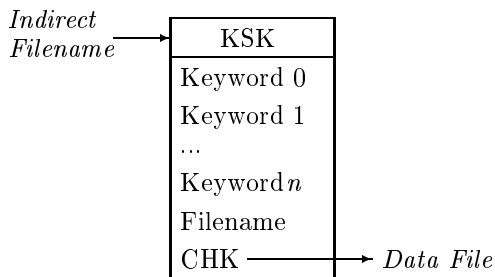 Indirect
Filename
KSK
Keyword 0
Keyword 1
...
Keyword n
Filename
CHK
Data File